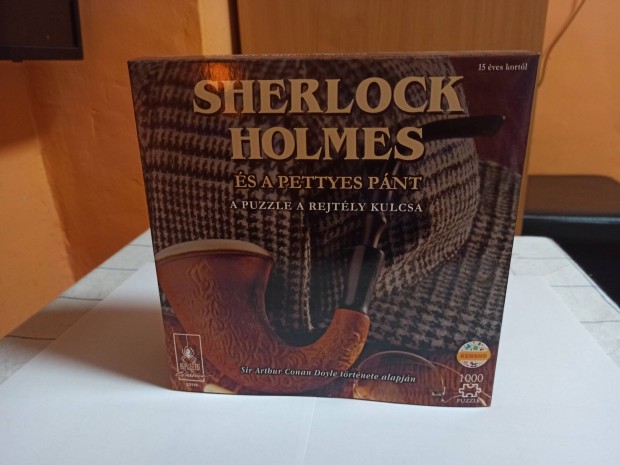 15 éves kortól
SHERLOCK
HOLMES
ÉS A PETTYES PÁNT
A PUZZLE A REJTÉLY KULCSA
Sir Arthur Conan Doyle története alapján
1000
PUZZLE